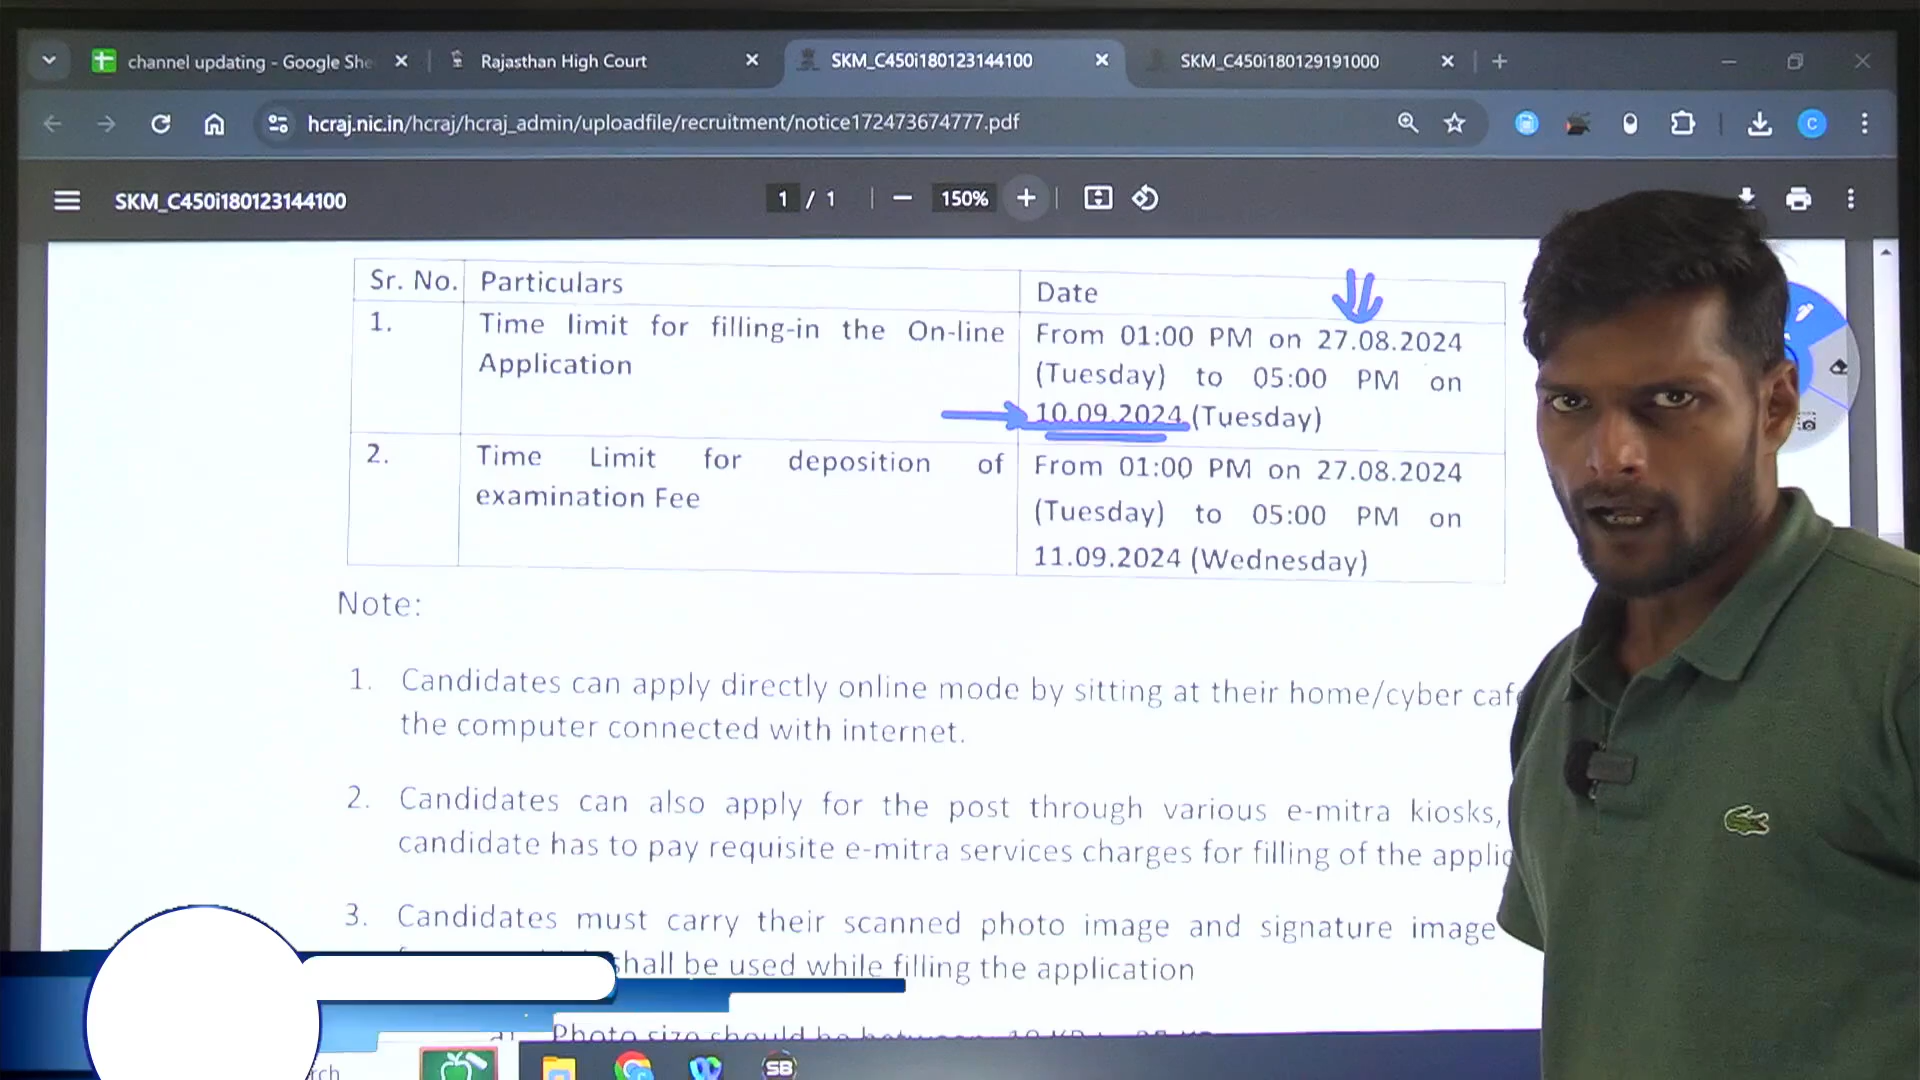 channel updating - Google She
Rajasthan High Court
SKM_C450i180123144100
SKM_C450i180129191000
hcraj.nic.in/hcraj/hcraj_admin/uploadfile/recruitment/notice172473674777.pdf
C
SKM_C450i180123144100
1 / 1
150%
Sr. No. Particulars Date
1. Time limit for filling-in the On-line From 01:00 PM on 27.08.2024
Application (Tuesday) to 05:00 PM on
10.09.2024 (Tuesday)
2. Time Limit for deposition of From 01:00 PM on 27.08.2024
examination Fee (Tuesday) to 05:00 PM on
11.09.2024 (Wednesday)
Note:
1. Candidates can apply directly online mode by sitting at their home/cyber caf
the computer connected with internet.
2. Candidates can also apply for the post through various e-mitra kiosks,
candidate has to pay requisite e-mitra services charges for filling of the applic
3. Candidates must carry their scanned photo image and signature image
shall be used while filling the application
Photo size should be between
rch
SB